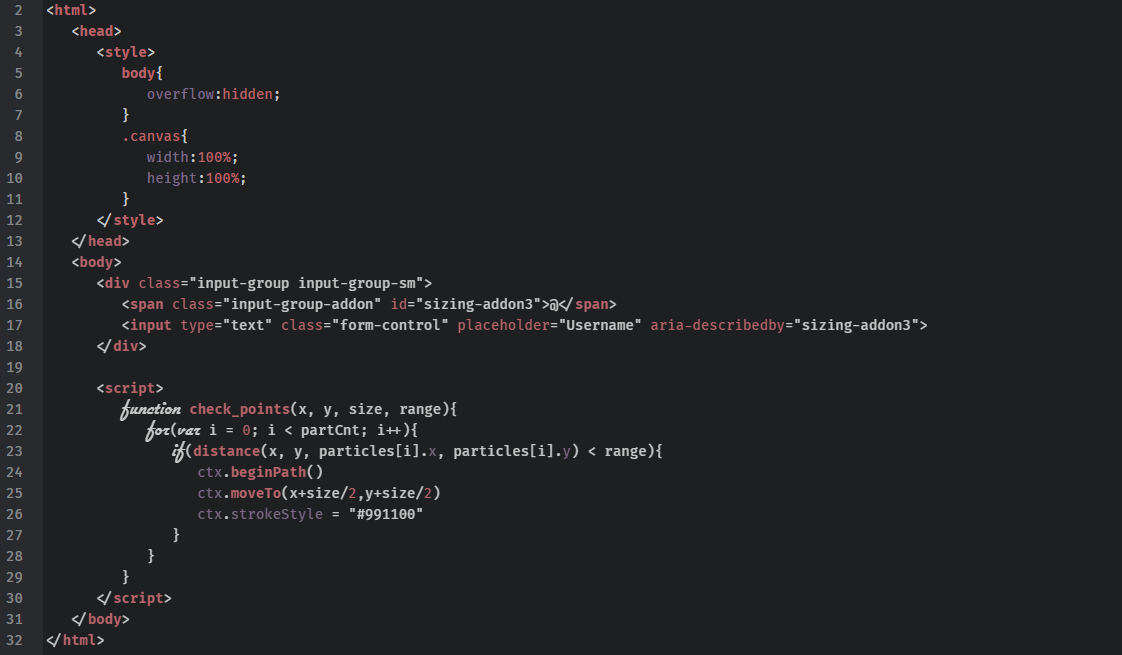 2 <html>
3    <head>
4       <style>
5          body{
6             overflow:hidden;
7          }
8          .canvas{
9             width:100%;
10             height:100%;
11          }
12       </style>
13    </head>
14    <body>
15       <div class="input-group input-group-sm">
16          <span class="input-group-addon" id="sizing-addon3">@</span>
17          <input type="text" class="form-control" placeholder="Username" aria-describedby="sizing-addon3">
18       </div>
19
20       <script>
21          function check_points(x, y, size, range){
22             for(var i = 0; i < partCnt; i++){
23                if(distance(x, y, particles[i].x, particles[i].y) < range){
24                   ctx.beginPath()
25                   ctx.moveTo(x+size/2,y+size/2)
26                   ctx.strokeStyle = "#991100"
27                }
28             }
29          }
30       </script>
31    </body>
32 </html>